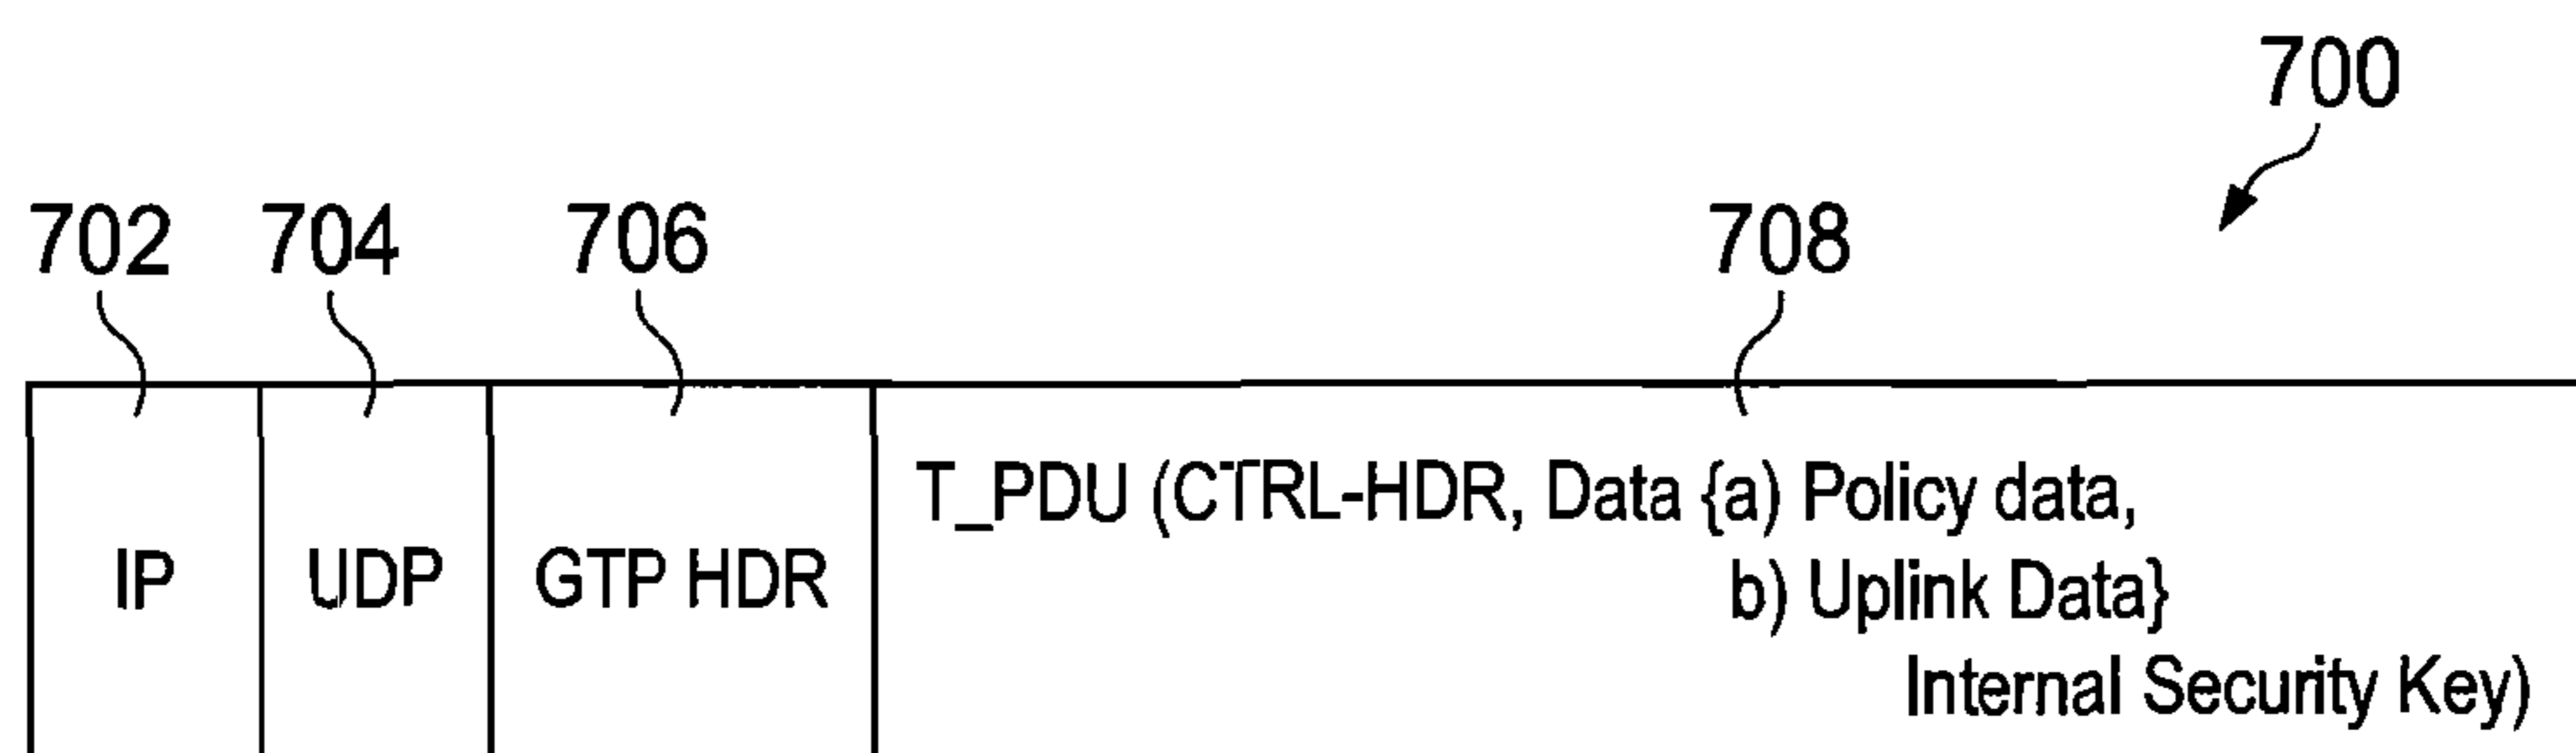 700
702 704 706 708
T_PDU (CTRL-HDR, Data {a) Policy data,
IP UDP GTP HDR b) Uplink Data}
Internal Security Key)